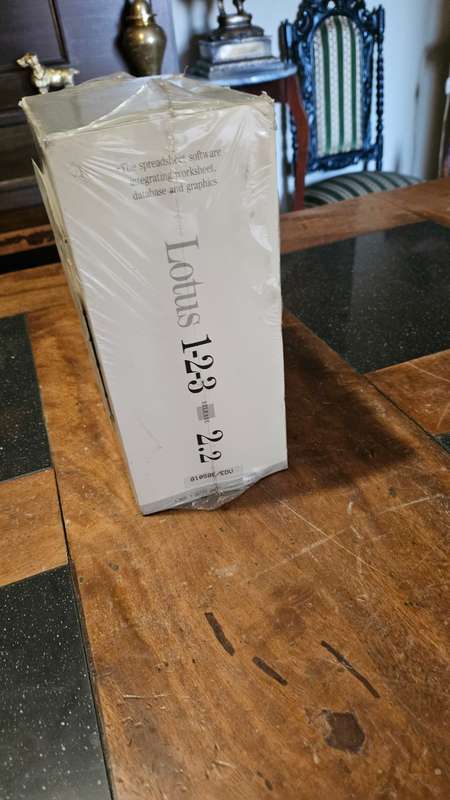 The spreadsheet software
integrating worksheet,
database and graphics
Lotus 1-2-3 2.2